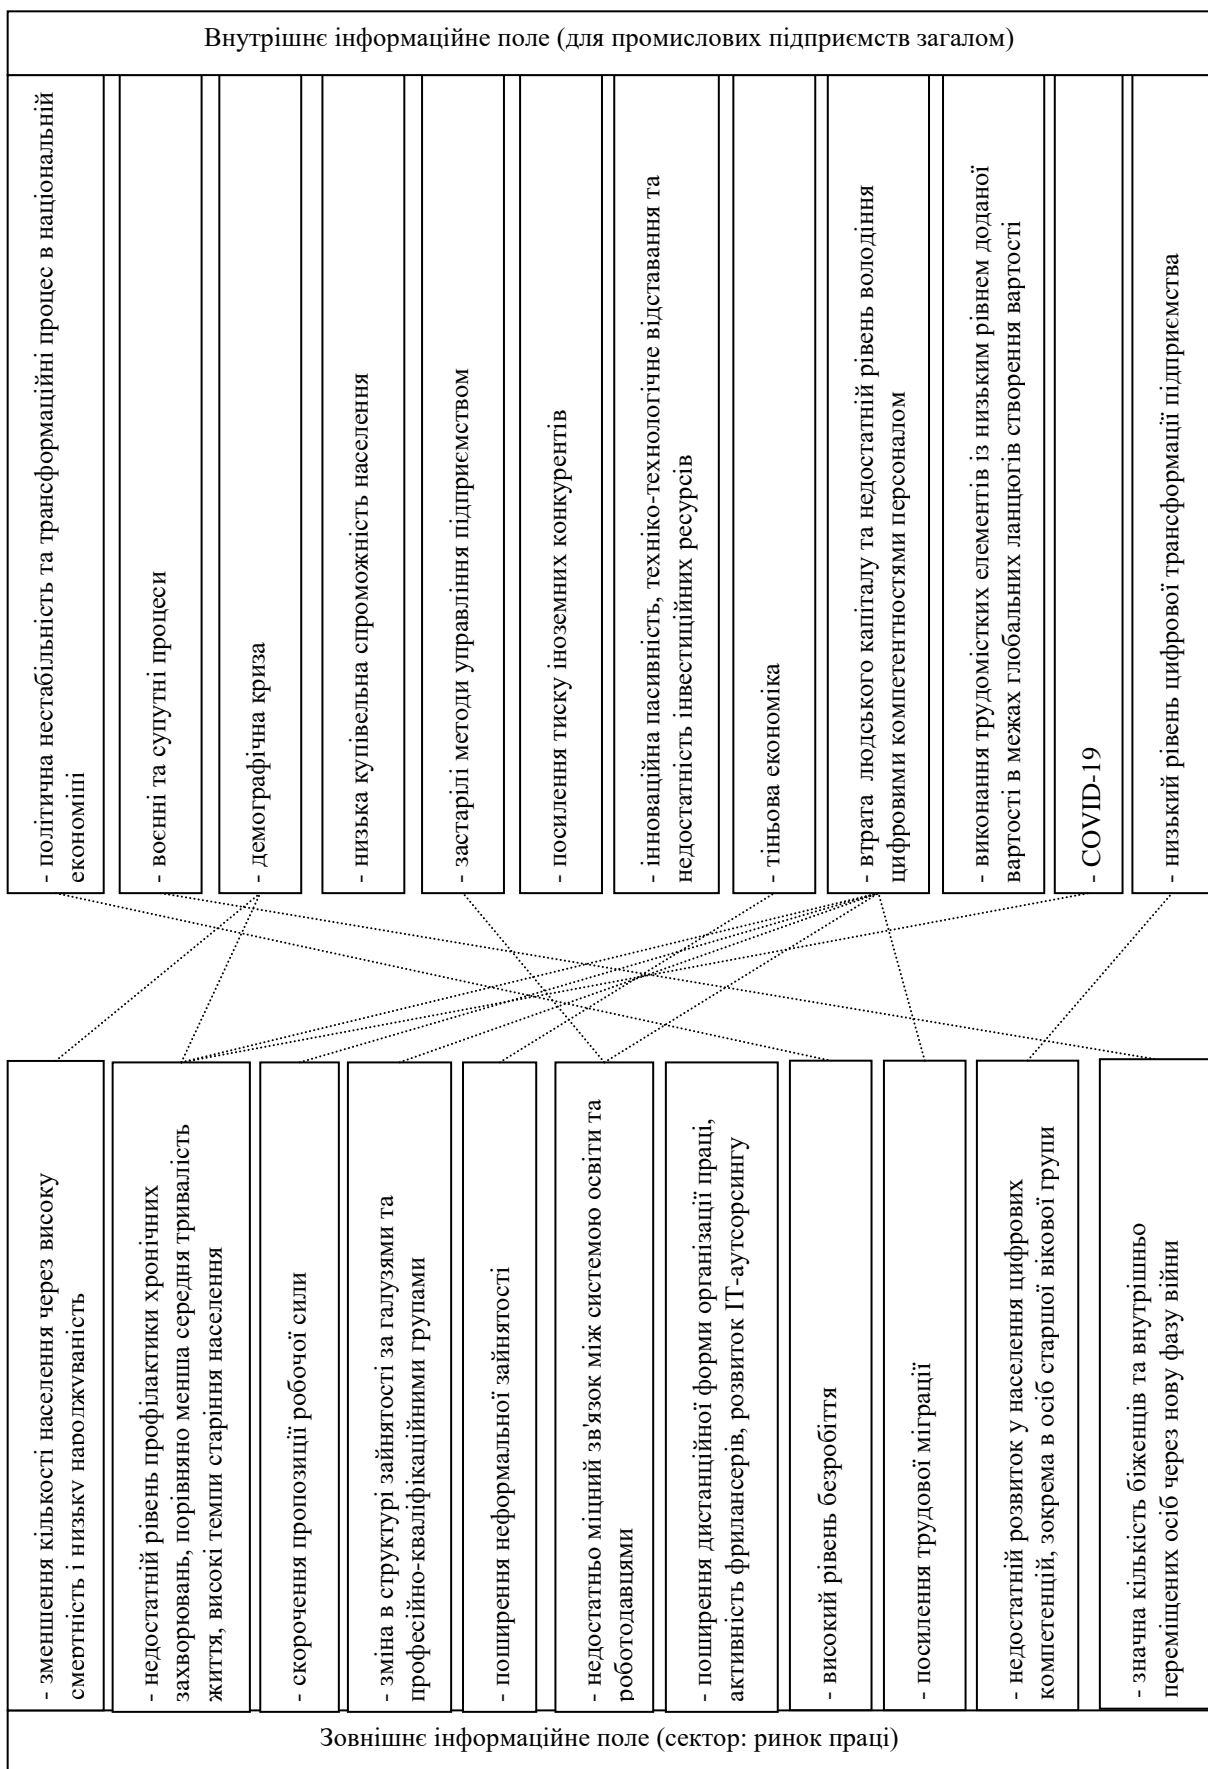 Внутрішнє інформаційне поле (для промислових підприємств загалом)
- політична нестабільність та трансформаційні процес в національній
економіці
- воєнні та супутні процеси
- демографічна криза
- низька купівельна спроможність населення
- застарілі методи управління підприємством
- посилення тиску іноземних конкурентів
- інноваційна пасивність, техніко-технологічне відставання та
недостатність інвестиційних ресурсів
- тіньова економіка
- втрата людського капіталу та недостатній рівень володіння
цифровими компетентностями персоналом
- виконання трудомістких елементів із низьким рівнем доданої
вартості в межах глобальних ланцюгів створення вартості
- COVID-19
- низький рівень цифрової трансформації підприємства
- зменшення кількості населення через високу
смертність і низьку народжуваність
- недостатній рівень профілактики хронічних
захворювань, порівняно менша середня тривалість
життя, високі темпи старіння населення
- скорочення пропозиції робочої сили
- зміна в структурі зайнятості за галузями та
професійно-кваліфікаційними групами
- поширення неформальної зайнятості
- недостатньо міцний зв'язок між системою освіти та
роботодавцями
- поширення дистанційної форми організації праці,
активність фрилансерів, розвиток ІТ-аутсорсингу
- високий рівень безробіття
- посилення трудової міграції
- недостатній розвиток у населення цифрових
компетенцій, зокрема в осіб старшої вікової групи
- значна кількість біженців та внутрішньо
переміщених осіб через нову фазу війни
Зовнішнє інформаційне поле (сектор: ринок праці)